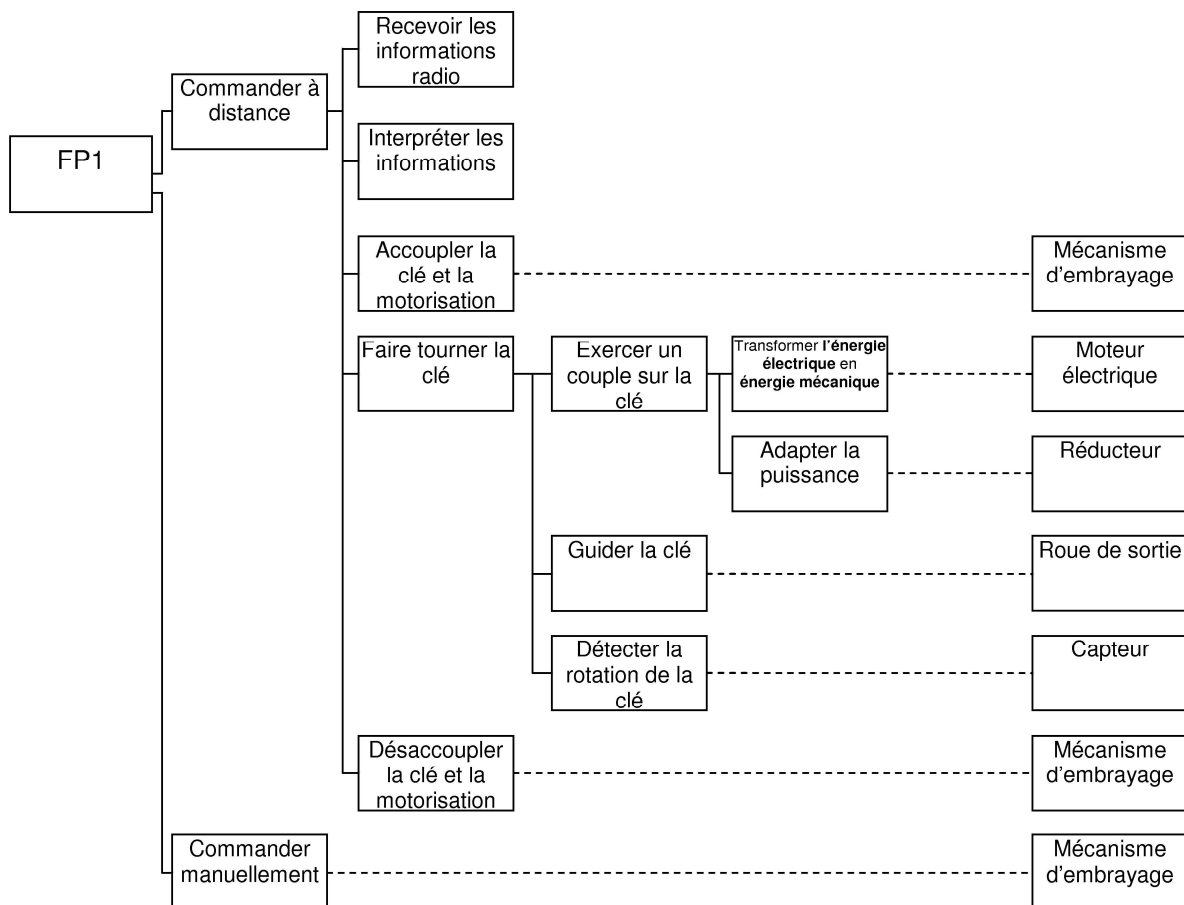 Recevoir les
informations
radio
Commander à
distance
FP1
Interpréter les
informations
Accoupler la
clé et la
motorisation
Mécanisme
d'embrayage
Faire tourner la
clé
Exercer un
couple sur la
clé
Transformer l'énergie
électrique en
énergie mécanique
Moteur
électrique
Adapter la
puissance
Réducteur
Guider la clé
Roue de sortie
Détecter la
rotation de la
clé
Capteur
Désaccoupler
la clé et la
motorisation
Mécanisme
d'embrayage
Commander
manuellement
Mécanisme
d'embrayage